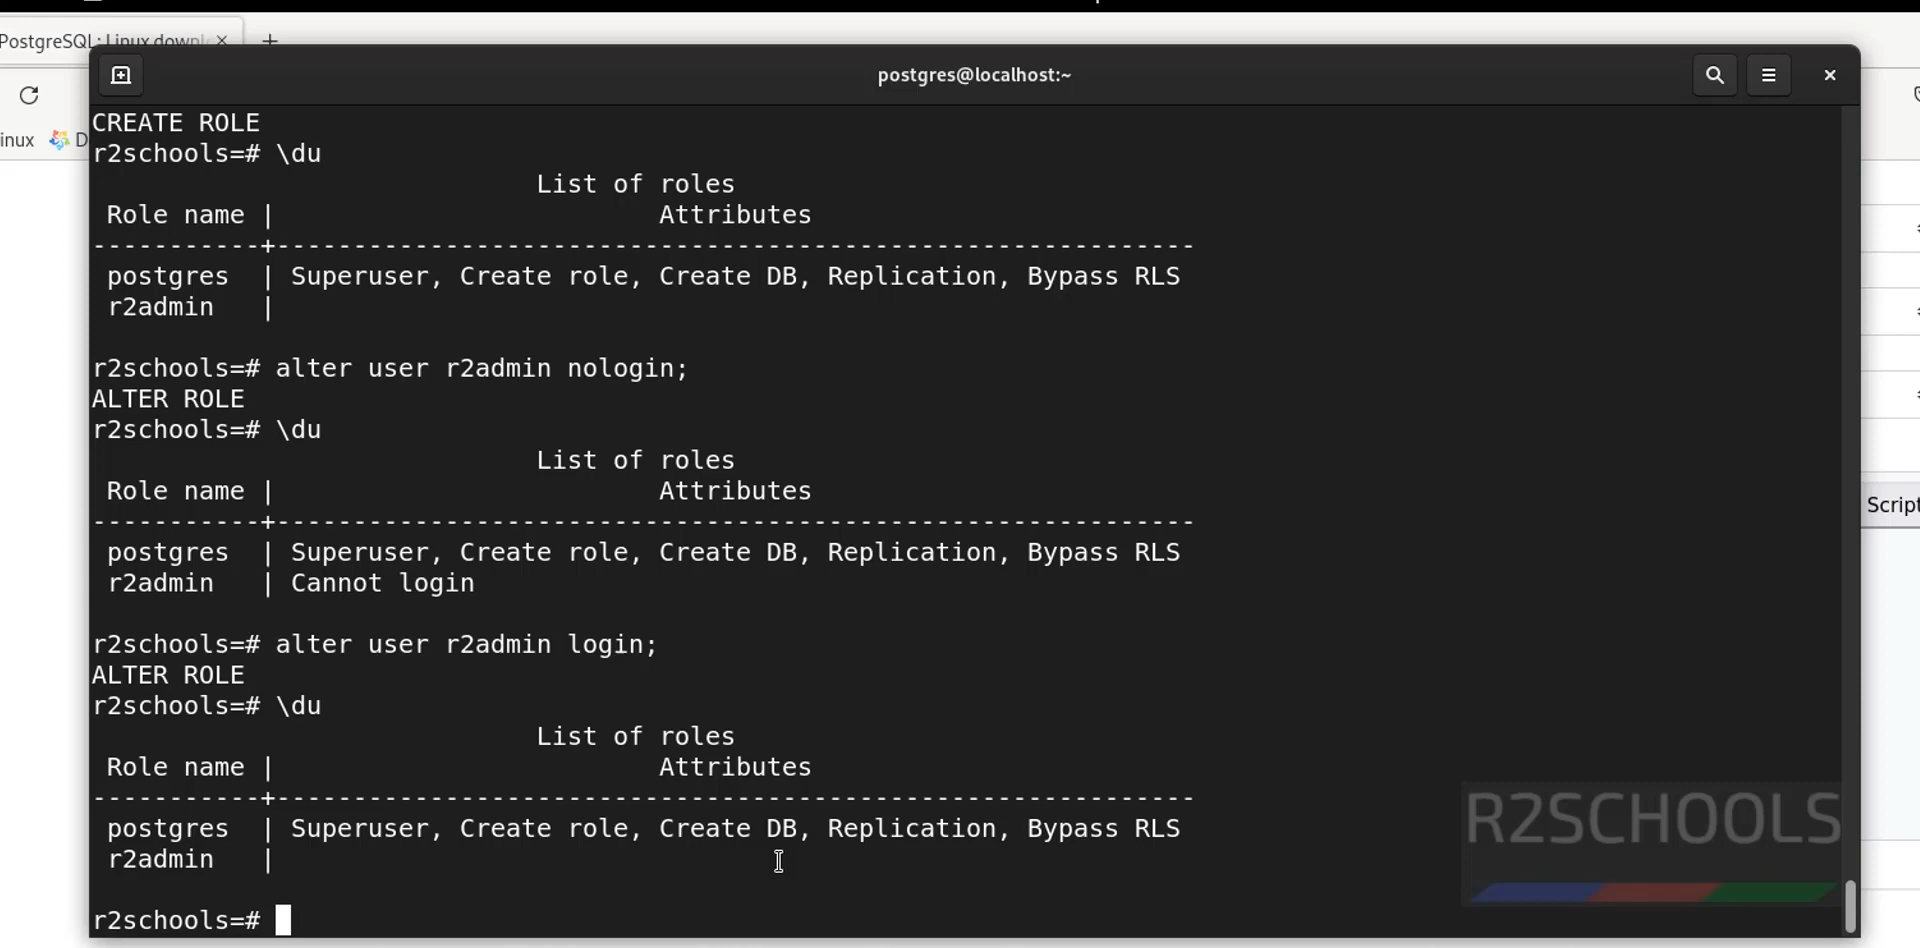 PostgreSQL: Linux downl
postgres@localhost:~
inux
D
CREATE ROLE
r2schools=# \du
List of roles
Role name | Attributes
-----------+------------------------------------------------------------
postgres | Superuser, Create role, Create DB, Replication, Bypass RLS
r2admin |
r2schools=# alter user r2admin nologin;
ALTER ROLE
r2schools=# \du
List of roles
Role name | Attributes
-----------+------------------------------------------------------------
postgres | Superuser, Create role, Create DB, Replication, Bypass RLS
r2admin | Cannot login
r2schools=# alter user r2admin login;
ALTER ROLE
r2schools=# \du
List of roles
Role name | Attributes
-----------+------------------------------------------------------------
postgres | Superuser, Create role, Create DB, Replication, Bypass RLS
r2admin |
r2schools=#
Script
R2SCHOOLS